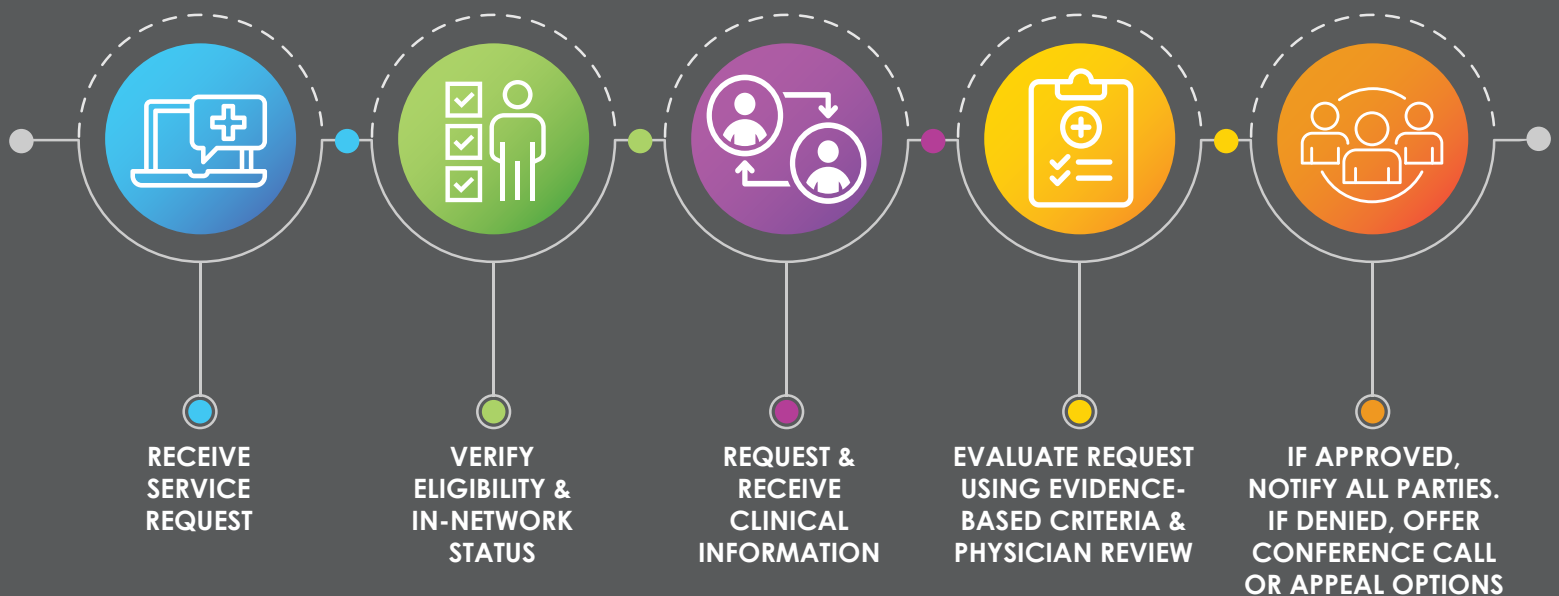 RECEIVE
SERVICE
REQUEST
VERIFY
ELIGIBILITY &
IN-NETWORK
STATUS
REQUEST &
RECEIVE
CLINICAL
INFORMATION
EVALUATE REQUEST
USING EVIDENCE-
BASED CRITERIA &
PHYSICIAN REVIEW
IF APPROVED,
NOTIFY ALL PARTIES.
IF DENIED, OFFER
CONFERENCE CALL
OR APPEAL OPTIONS